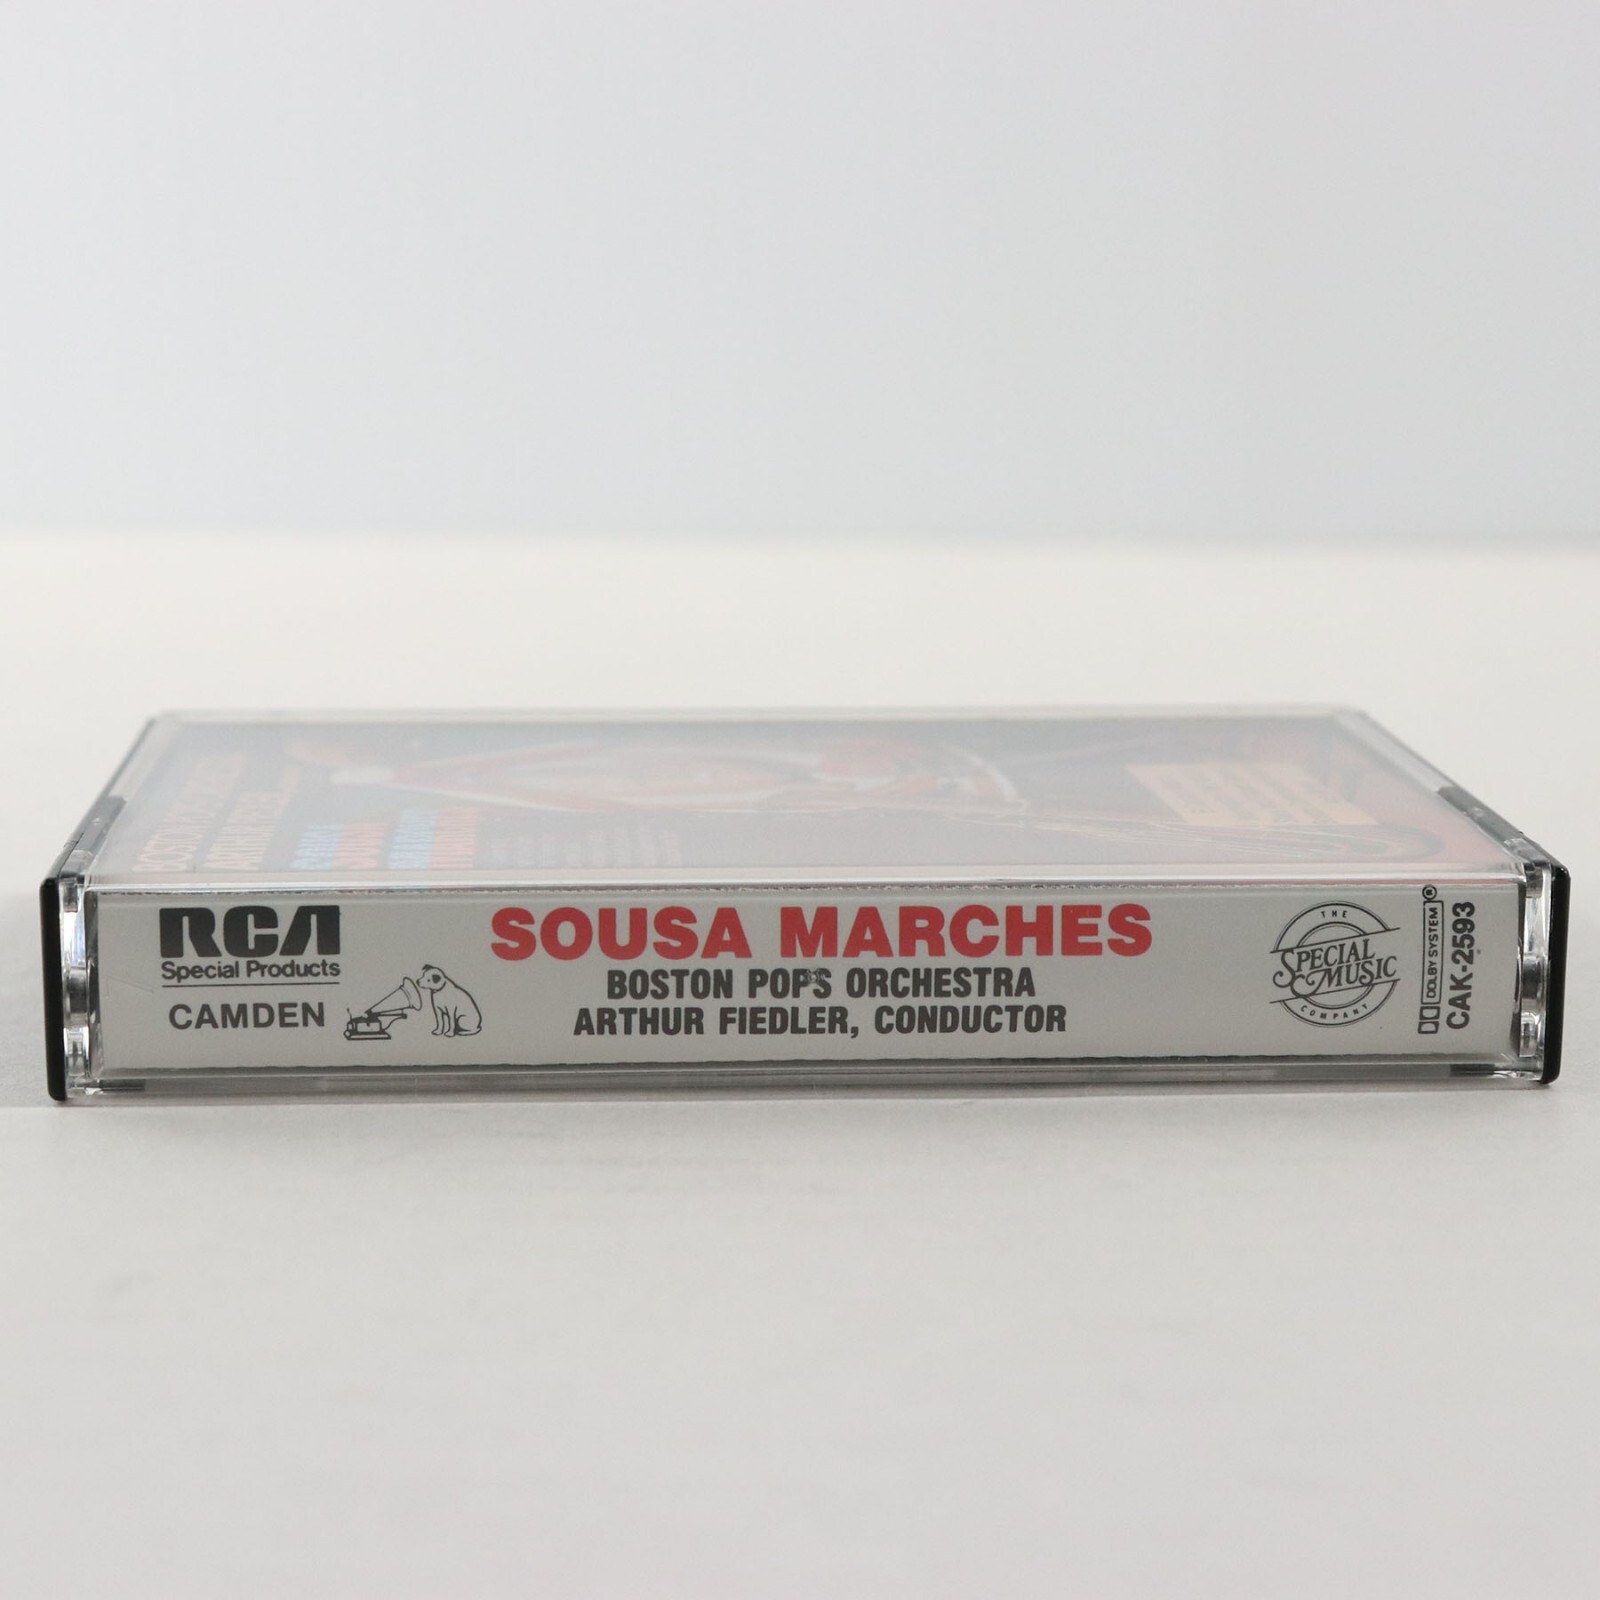 RCA
Special Products
CAMDEN
SOUSA MARCHES
BOSTON POPS ORCHESTRA
ARTHUR FIEDLER, CONDUCTOR
THE
SPECIAL
MUSIC
COMPANY
DOLBY SYSTEM®
CAK-2593